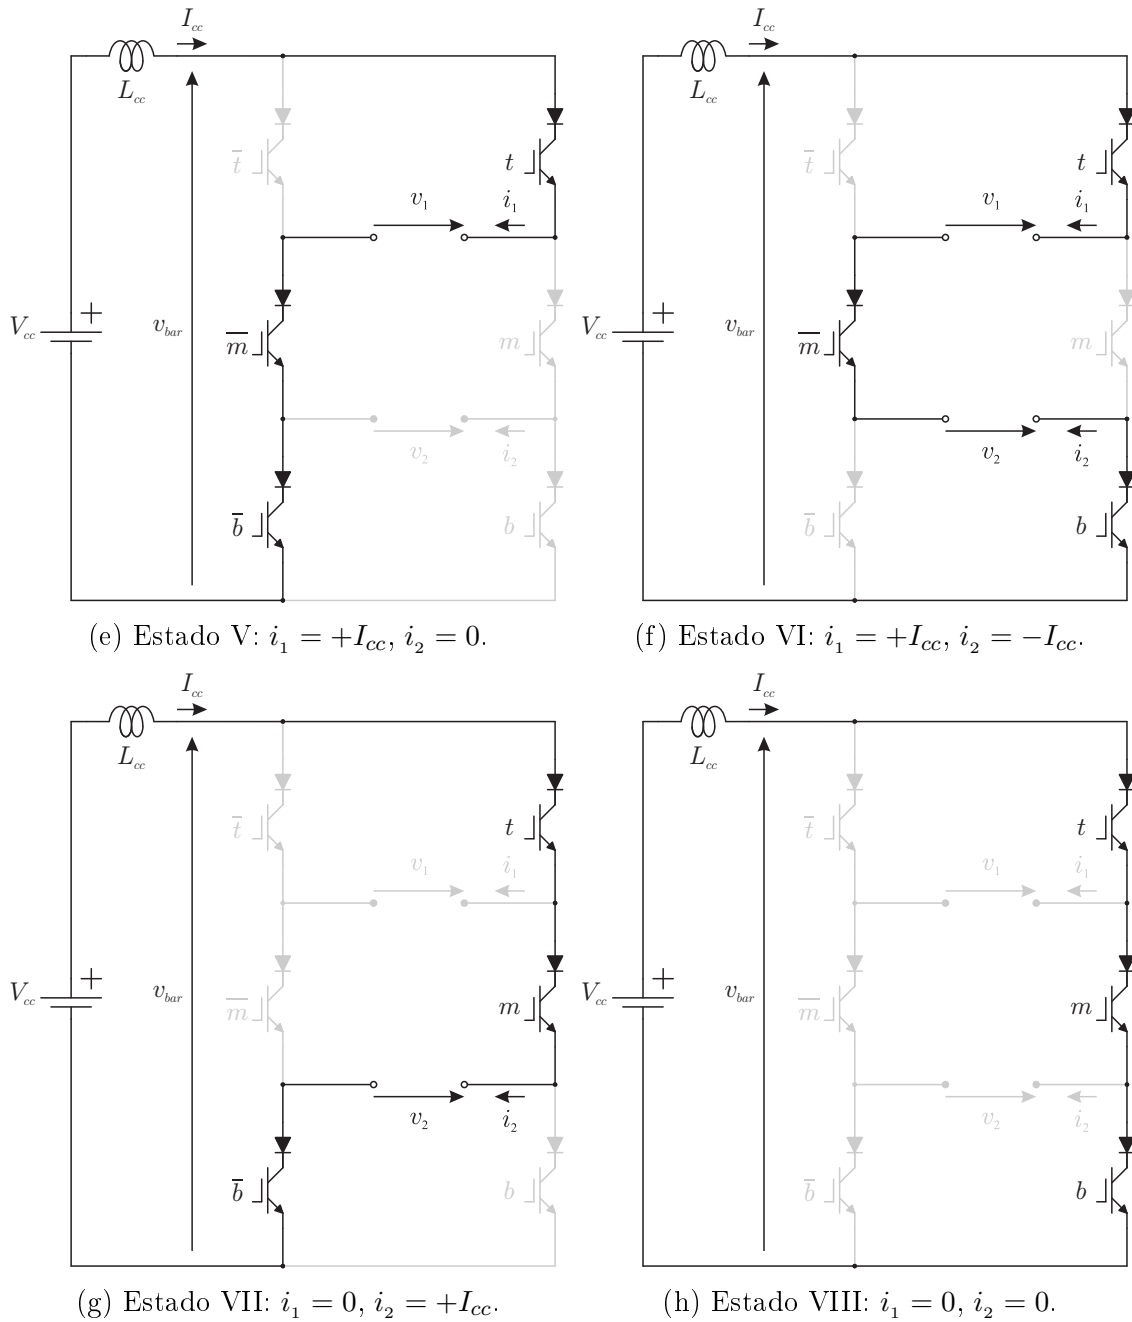 I_cc I_cc
L_cc L_cc
t̅ t t̅ t
v_1 i_1 v_1 i_1
V_cc + v_bar m̅ m V_cc + v_bar m̅ m
v_2 i_2 v_2 i_2
b̅ b b̅ b
(e) Estado V: i_1 = +I_cc, i_2 = 0. (f) Estado VI: i_1 = +I_cc, i_2 = −I_cc.
I_cc I_cc
L_cc L_cc
t̅ t t̅ t
v_1 i_1 v_1 i_1
V_cc + v_bar m̅ m V_cc + v_bar m̅ m
v_2 i_2 v_2 i_2
b̅ b b̅ b
(g) Estado VII: i_1 = 0, i_2 = +I_cc. (h) Estado VIII: i_1 = 0, i_2 = 0.